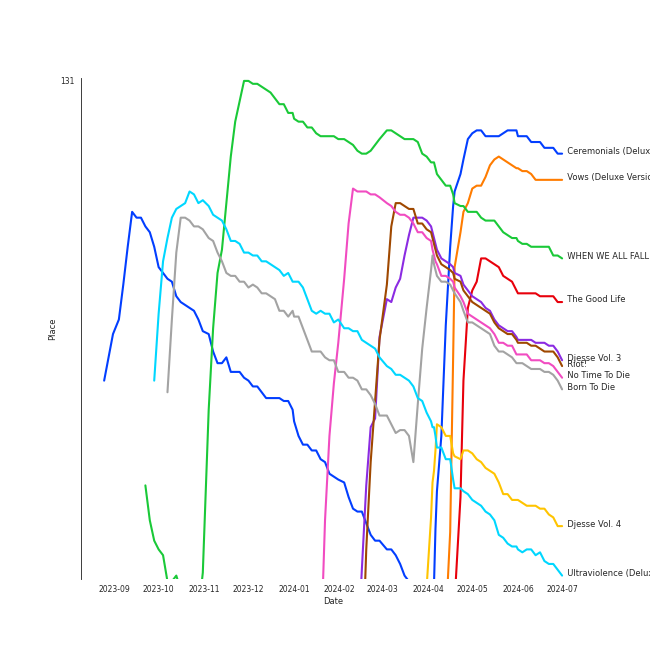 131
Ceremonials (Delux
Vows (Deluxe Versio
WHEN WE ALL FALL
The Good Life
Place
Djesse Vol. 3
Riot!
No Time To Die
Born To Die
Djesse Vol. 4
Ultraviolence (Delu
2023-09 2023-10 2023-11 2023-12 2024-01 2024-02 2024-03 2024-04 2024-05 2024-06 2024-07
Date